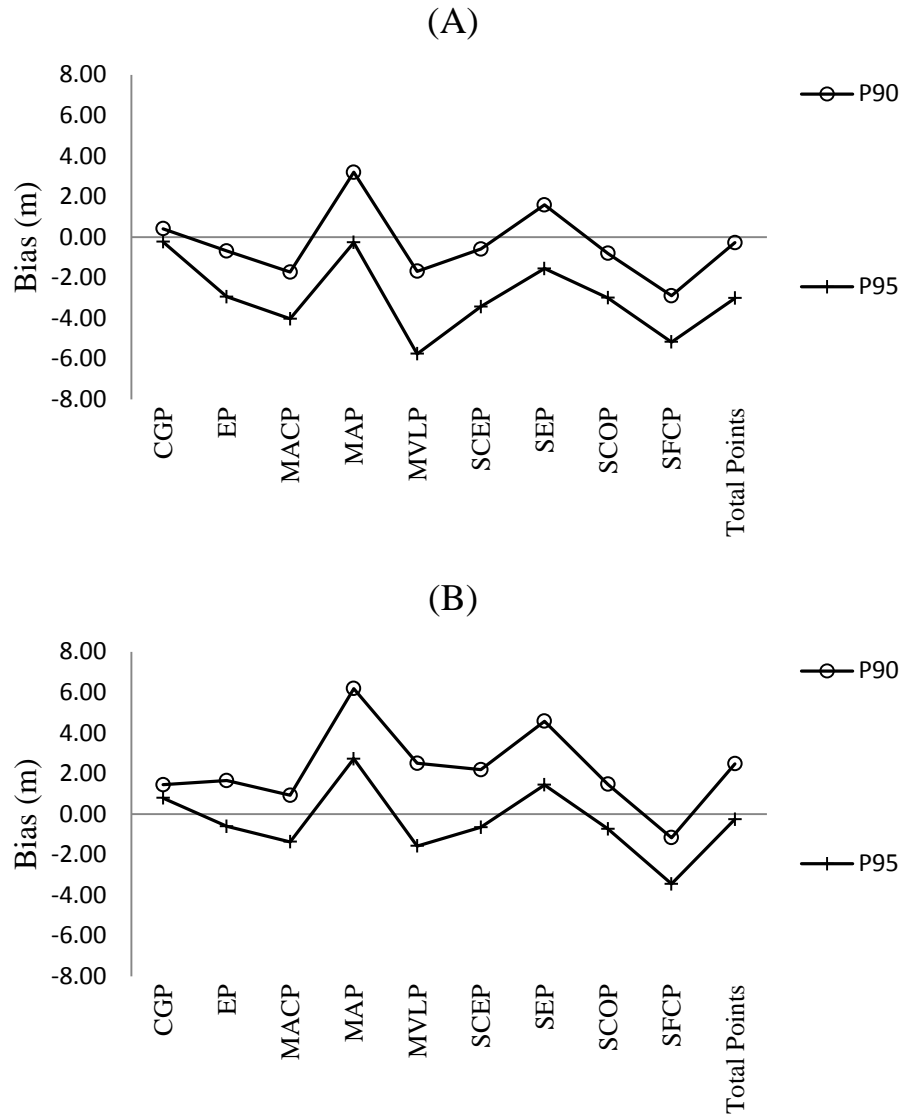 (A)
8.00
6.00
4.00
2.00
0.00
-2.00
-4.00
-6.00
-8.00
Bias (m)
CGP
EP
MACP
MAP
MVLP
SCEP
SEP
SCOP
SFCP
Total Points
P90
P95
(B)
8.00
6.00
4.00
2.00
0.00
-2.00
-4.00
-6.00
-8.00
Bias (m)
CGP
EP
MACP
MAP
MVLP
SCEP
SEP
SCOP
SFCP
Total Points
P90
P95